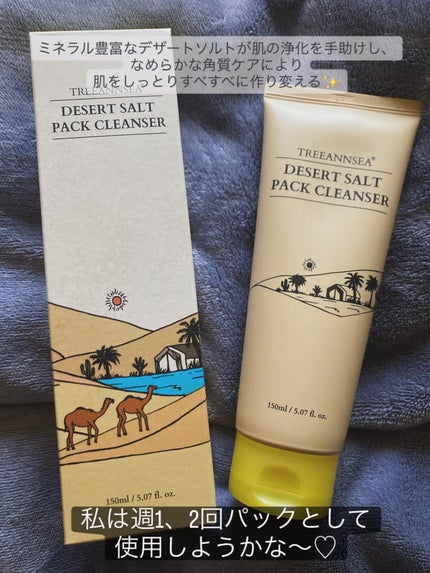 ミネラル豊富なデザートソルトが肌の浄化を手助けし、
なめらかな角質ケアにより
肌をしっとりすべすべに作り変える✨
TREEANNSEA
DESERT SALT
PACK CLEANSER
150ml / 5.07 fl. oz.
TREEANNSEA®
DESERT SALT
PACK CLEANSER
150ml / 5.07 fl. oz.
私は週1、2回パックとして
使用しようかな〜♡